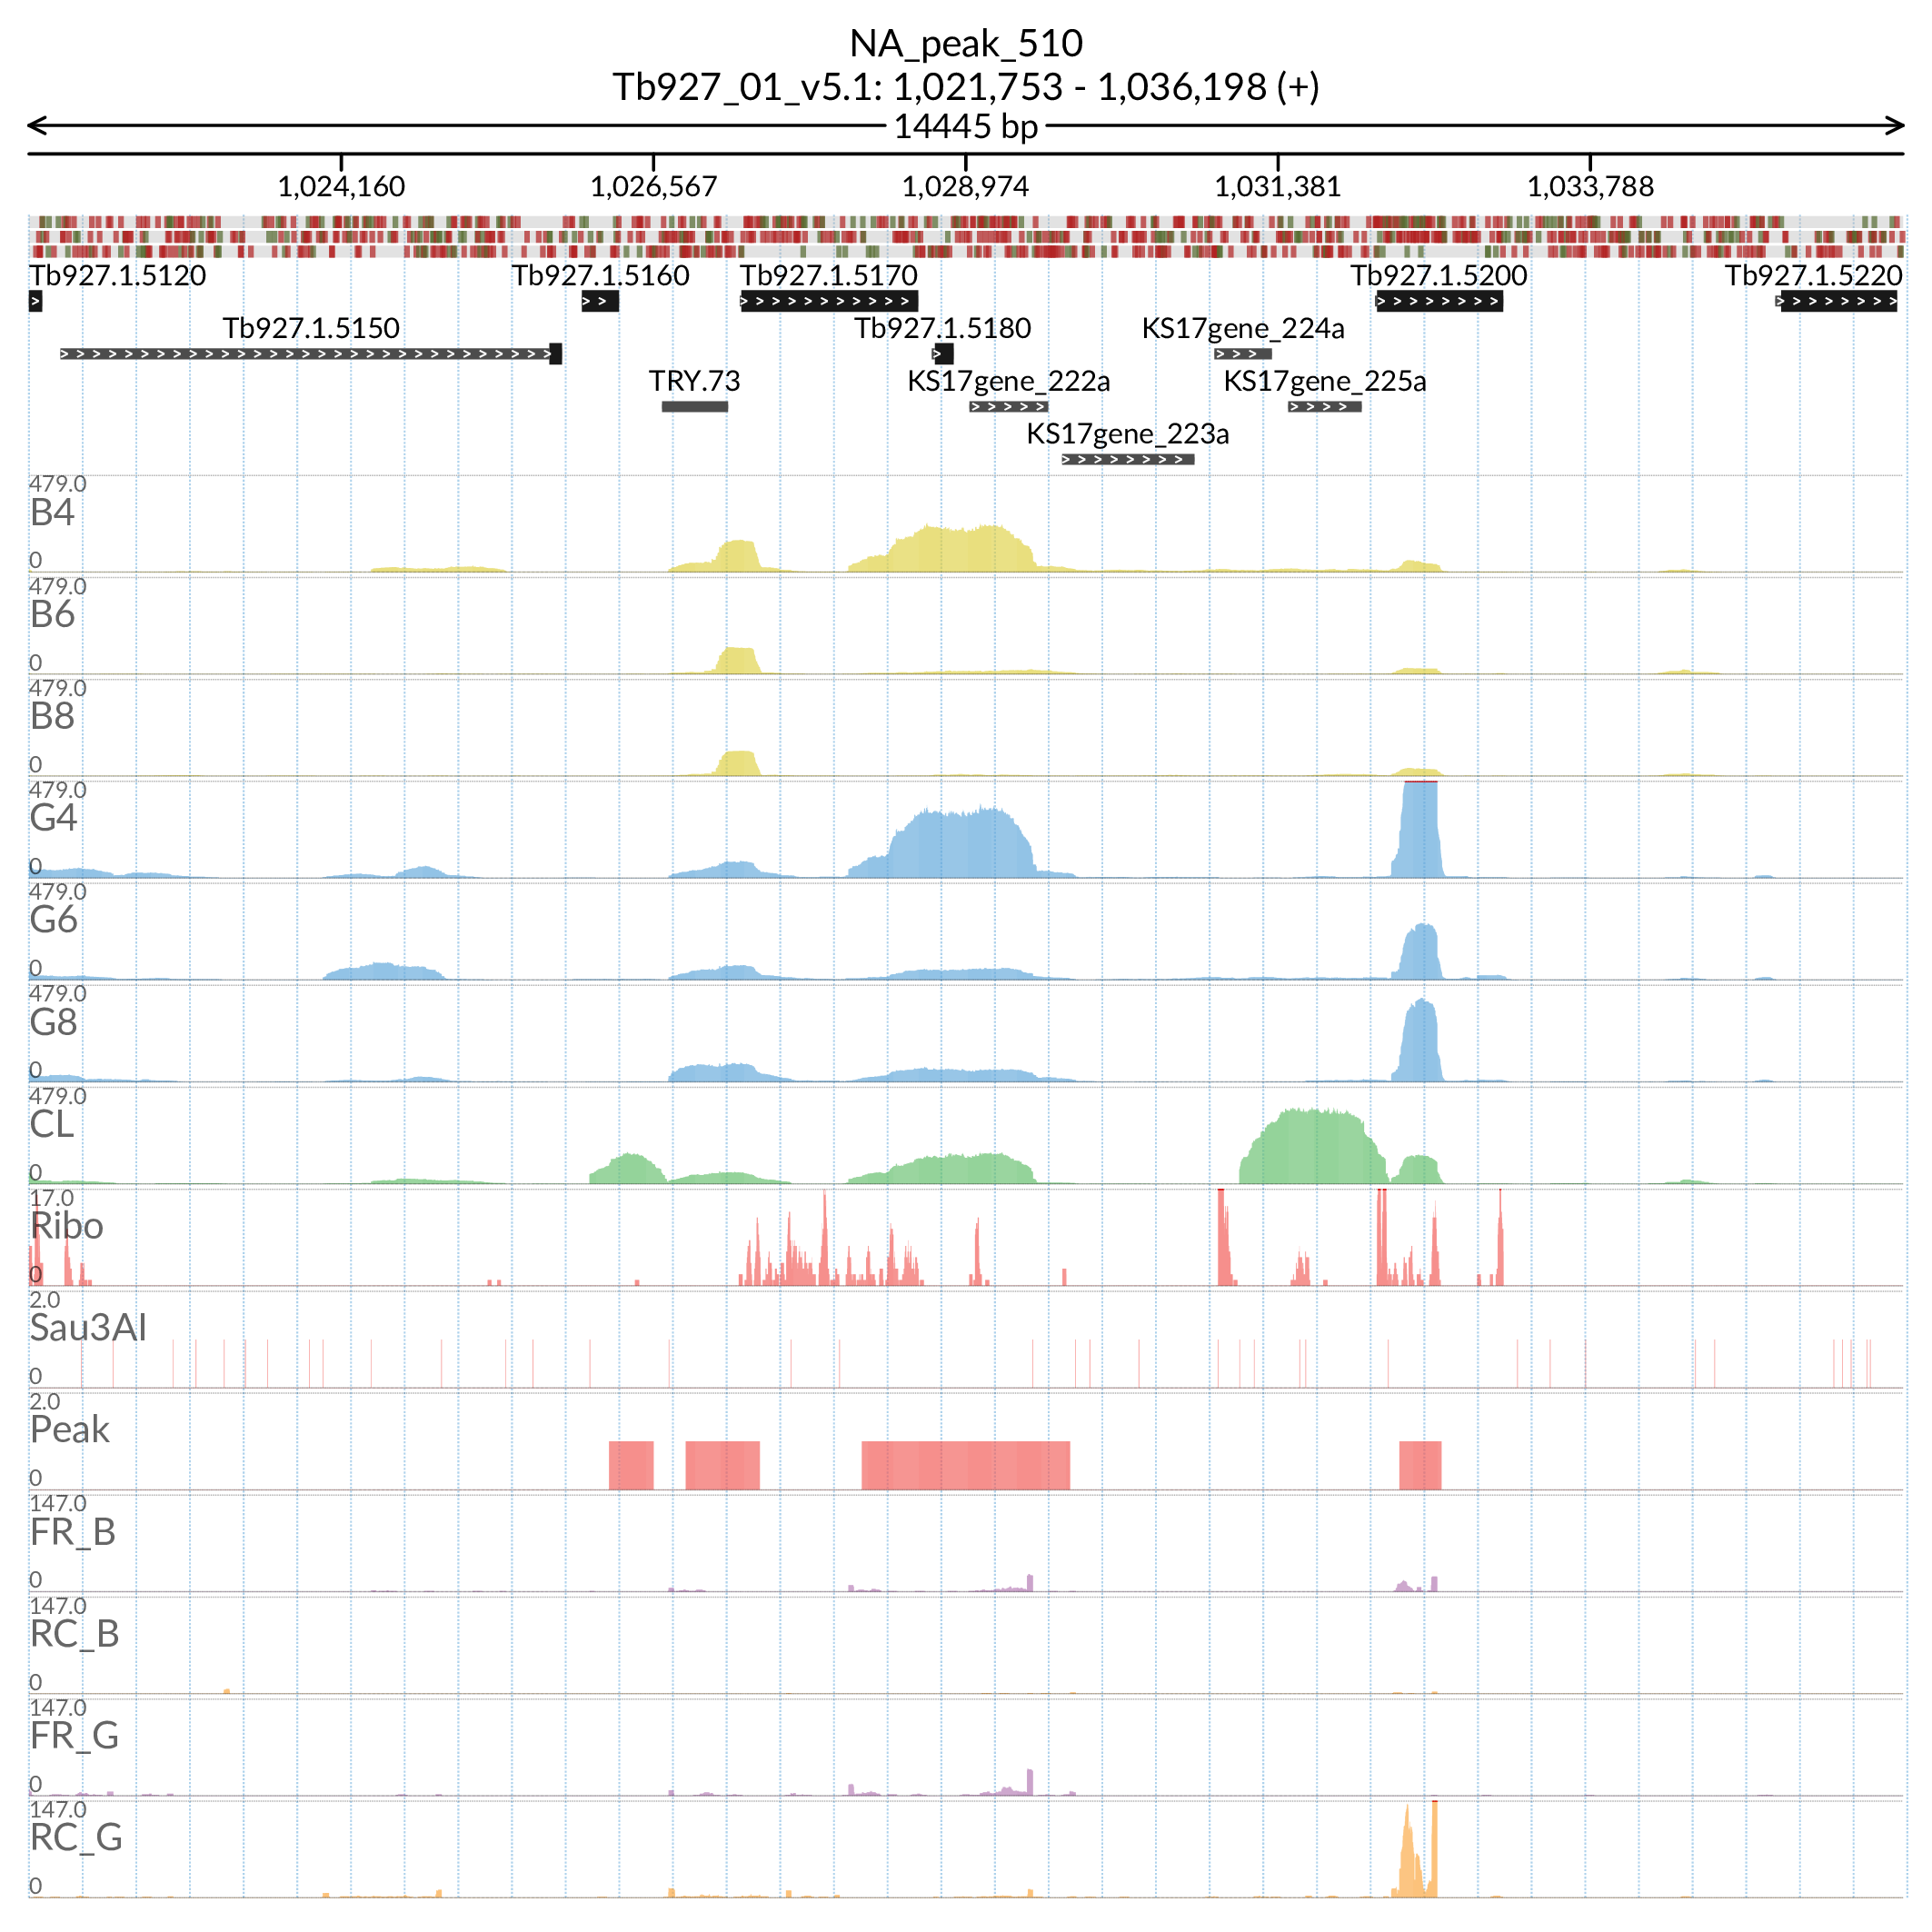 NA_peak_510
Tb927_01_v5.1: 1,021,753 - 1,036,198 (+)
14445 bp
1,024,160 1,026,567 1,028,974 1,031,381 1,033,788
Tb927.1.5120 Tb927.1.5160 Tb927.1.5170 Tb927.1.5200 Tb927.1.5220
Tb927.1.5150 Tb927.1.5180 KS17gene_224a
TRY.73 KS17gene_222a KS17gene_225a
KS17gene_223a
479.0
B4
0
479.0
B6
0
479.0
B8
0
479.0
G4
0
479.0
G6
0
479.0
G8
0
479.0
CL
0
17.0
Ribo
0
2.0
Sau3AI
0
2.0
Peak
0
147.0
FR_B
0
147.0
RC_B
0
147.0
FR_G
0
147.0
RC_G
0